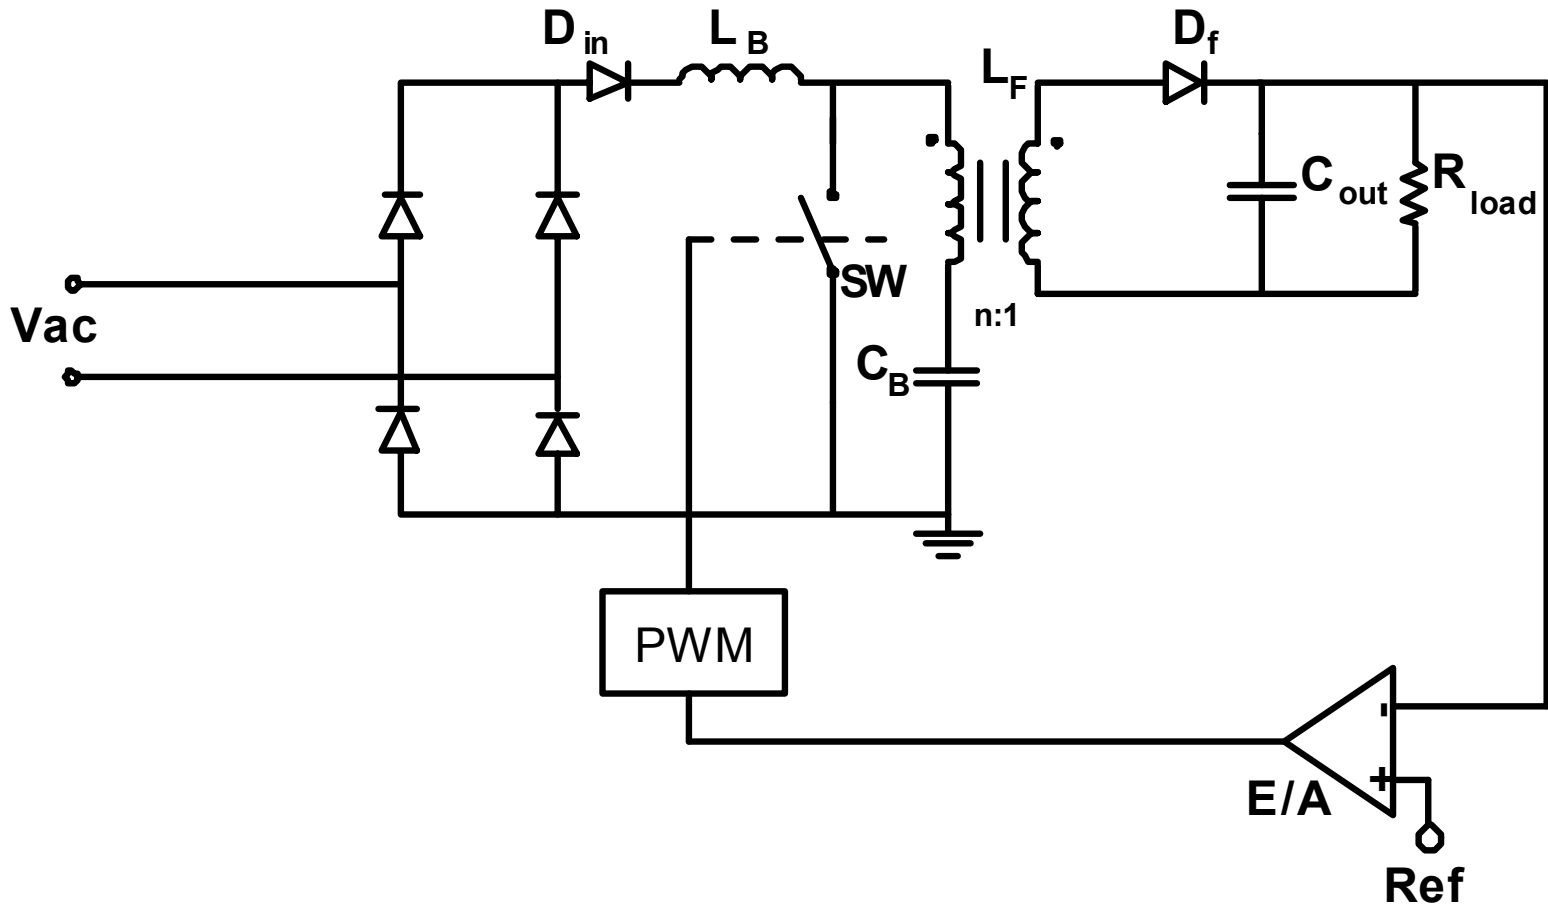 D in
L B
D f
L F
C out
R load
Vac
SW
n:1
C B
PWM
-
+
E/A
Ref